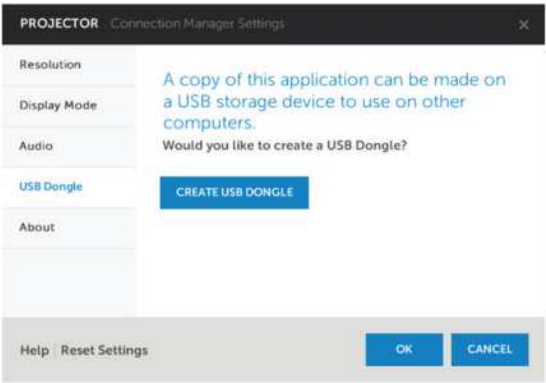 PROJECTOR Connection Manager Settings ×
Resolution
Display Mode
Audio
USB Dongle
About
A copy of this application can be made on
a USB storage device to use on other
computers.
Would you like to create a USB Dongle?
CREATE USB DONGLE
Help | Reset Settings
OK
CANCEL